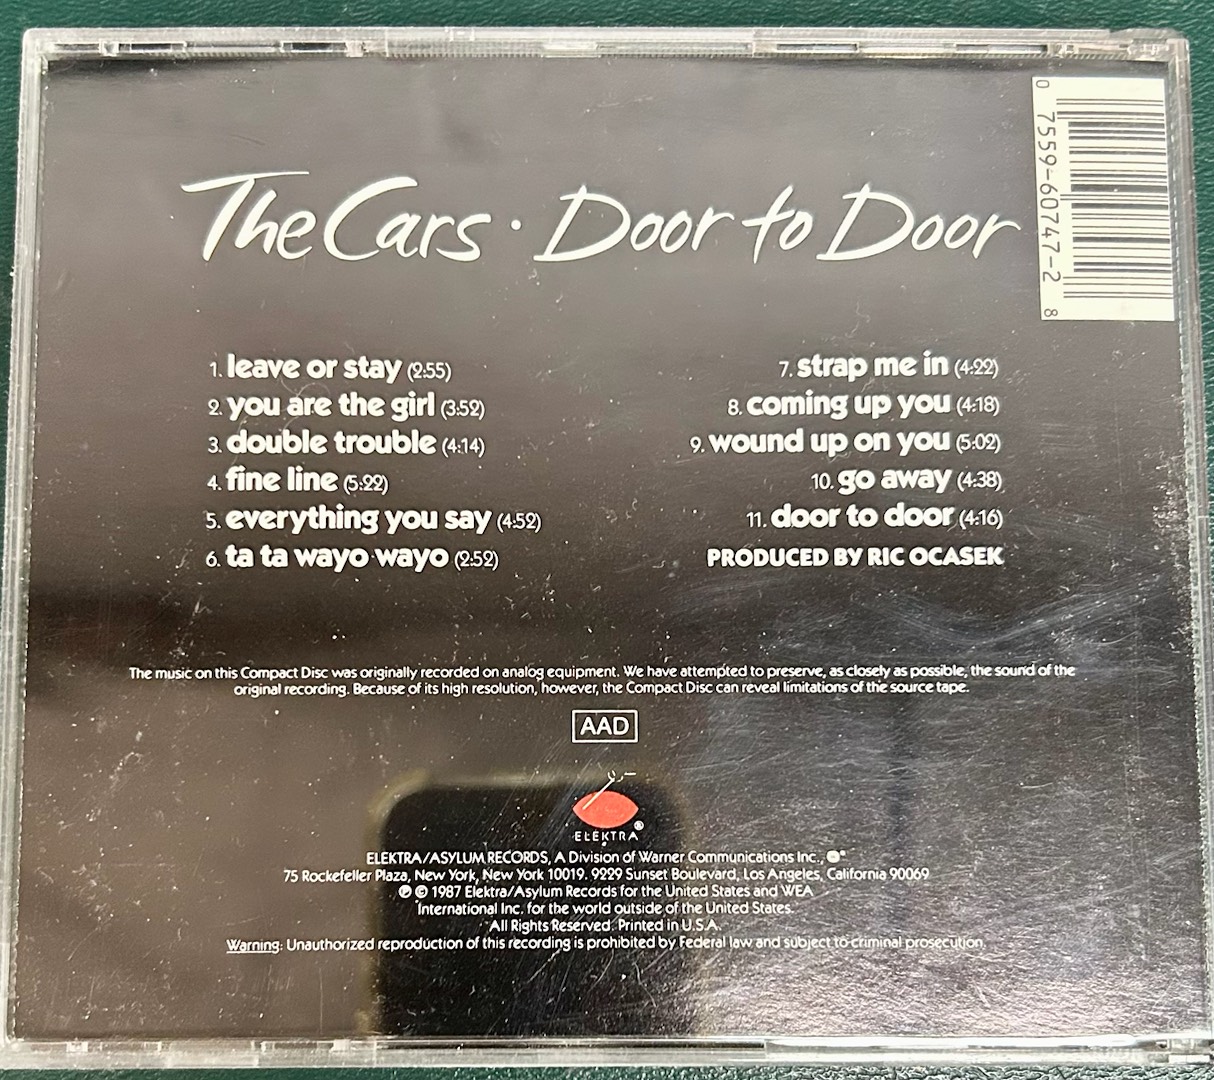 The Cars · Door to Door
0 7559-60747-2 8
1. leave or stay (2:55)
2. you are the girl (3:52)
3. double trouble (4:14)
4. fine line (5:22)
5. everything you say (4:52)
6. ta ta wayo wayo (2:52)
7. strap me in (4:22)
8. coming up you (4:18)
9. wound up on you (5:02)
10. go away (4:38)
11. door to door (4:16)
PRODUCED BY RIC OCASEK
The music on this Compact Disc was originally recorded on analog equipment. We have attempted to preserve, as closely as possible, the sound of the
original recording. Because of its high resolution, however, the Compact Disc can reveal limitations of the source tape.
AAD
ELEKTRA®
ELEKTRA/ASYLUM RECORDS, A Division of Warner Communications Inc.,
75 Rockefeller Plaza, New York, New York 10019. 9229 Sunset Boulevard, Los Angeles, California 90069
℗ © 1987 Elektra/Asylum Records for the United States and WEA
International Inc. for the world outside of the United States.
All Rights Reserved. Printed in U.S.A.
Warning: Unauthorized reproduction of this recording is prohibited by Federal law and subject to criminal prosecution.